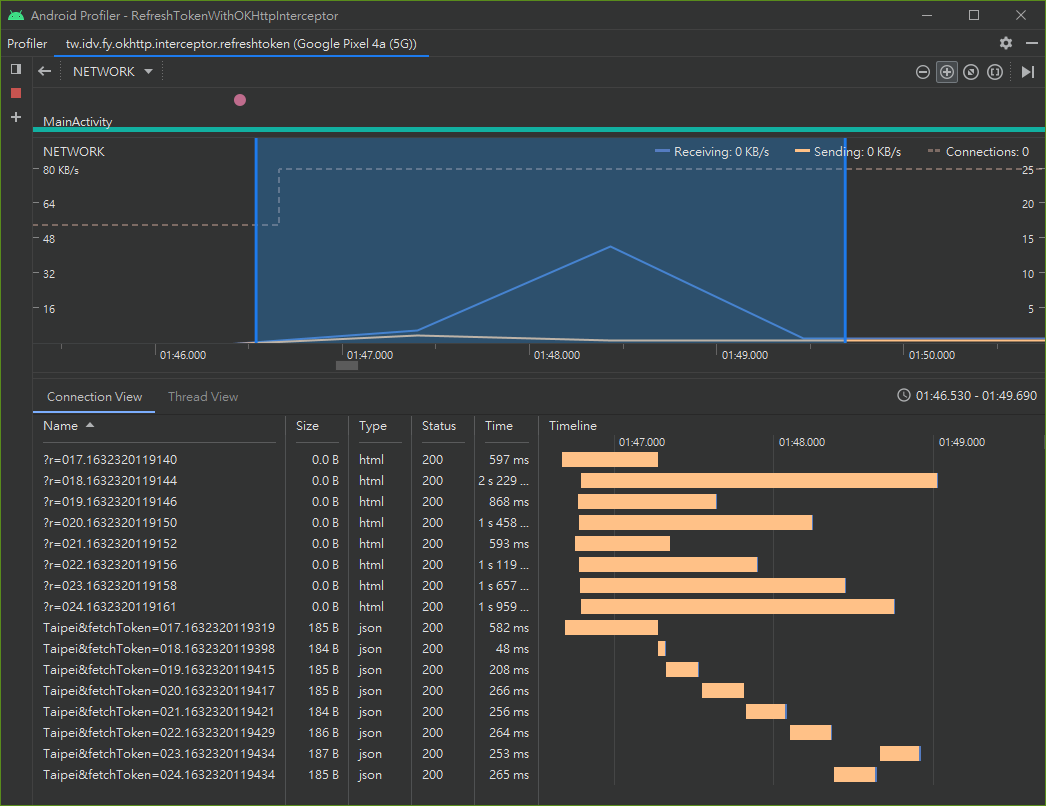 Android Profiler - RefreshTokenWithOKHttpInterceptor
Profiler tw.idv.fy.okhttp.interceptor.refreshtoken (Google Pixel 4a (5G))
NETWORK
MainActivity
NETWORK Receiving: 0 KB/s Sending: 0 KB/s Connections: 0
80 KB/s 25
64 20
48 15
32 10
16 5
01:46.000 01:47.000 01:48.000 01:49.000 01:50.000
Connection View Thread View 01:46.530 - 01:49.690
Name Size Type Status Time Timeline
01:47.000 01:48.000 01:49.000
?r=017.1632320119140 0.0 B html 200 597 ms
?r=018.1632320119144 0.0 B html 200 2 s 229 ...
?r=019.1632320119146 0.0 B html 200 868 ms
?r=020.1632320119150 0.0 B html 200 1 s 458 ...
?r=021.1632320119152 0.0 B html 200 593 ms
?r=022.1632320119156 0.0 B html 200 1 s 119 ...
?r=023.1632320119158 0.0 B html 200 1 s 657 ...
?r=024.1632320119161 0.0 B html 200 1 s 959 ...
Taipei&fetchToken=017.1632320119319 185 B json 200 582 ms
Taipei&fetchToken=018.1632320119398 184 B json 200 48 ms
Taipei&fetchToken=019.1632320119415 185 B json 200 208 ms
Taipei&fetchToken=020.1632320119417 185 B json 200 266 ms
Taipei&fetchToken=021.1632320119421 184 B json 200 256 ms
Taipei&fetchToken=022.1632320119429 186 B json 200 264 ms
Taipei&fetchToken=023.1632320119434 187 B json 200 253 ms
Taipei&fetchToken=024.1632320119434 185 B json 200 265 ms